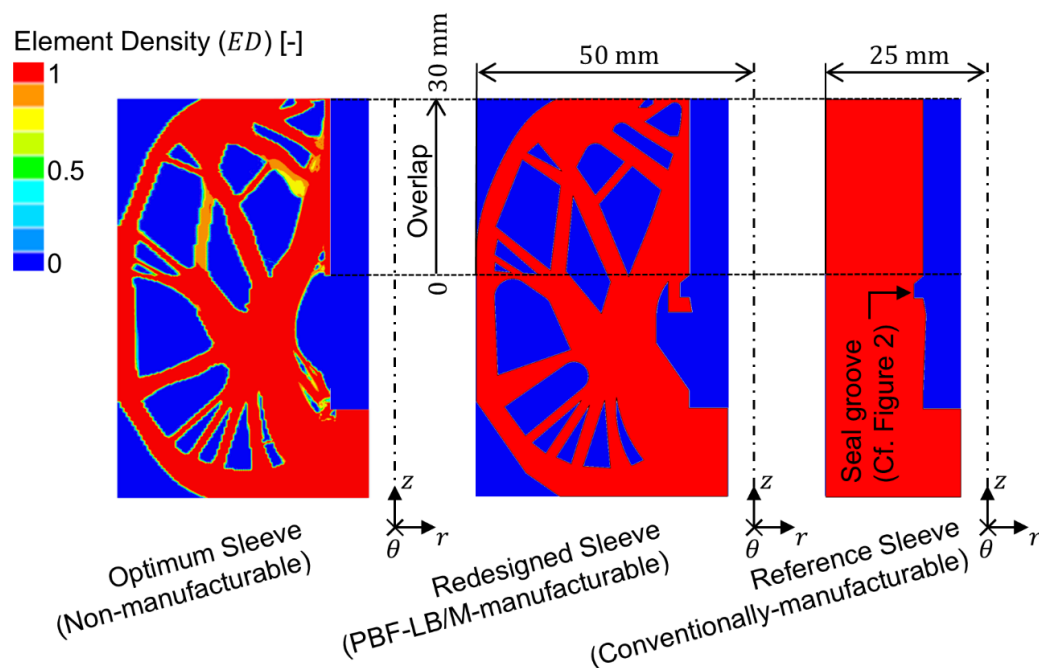 Element Density (ED) [-]
1
0.5
0
30 mm
Overlap
0
50 mm
25 mm
Seal groove
(Cf. Figure 2)
z
θ
r
z
θ
r
z
θ
r
Optimum Sleeve
(Non-manufacturable)
Redesigned Sleeve
(PBF-LB/M-manufacturable)
Reference Sleeve
(Conventionally-manufacturable)